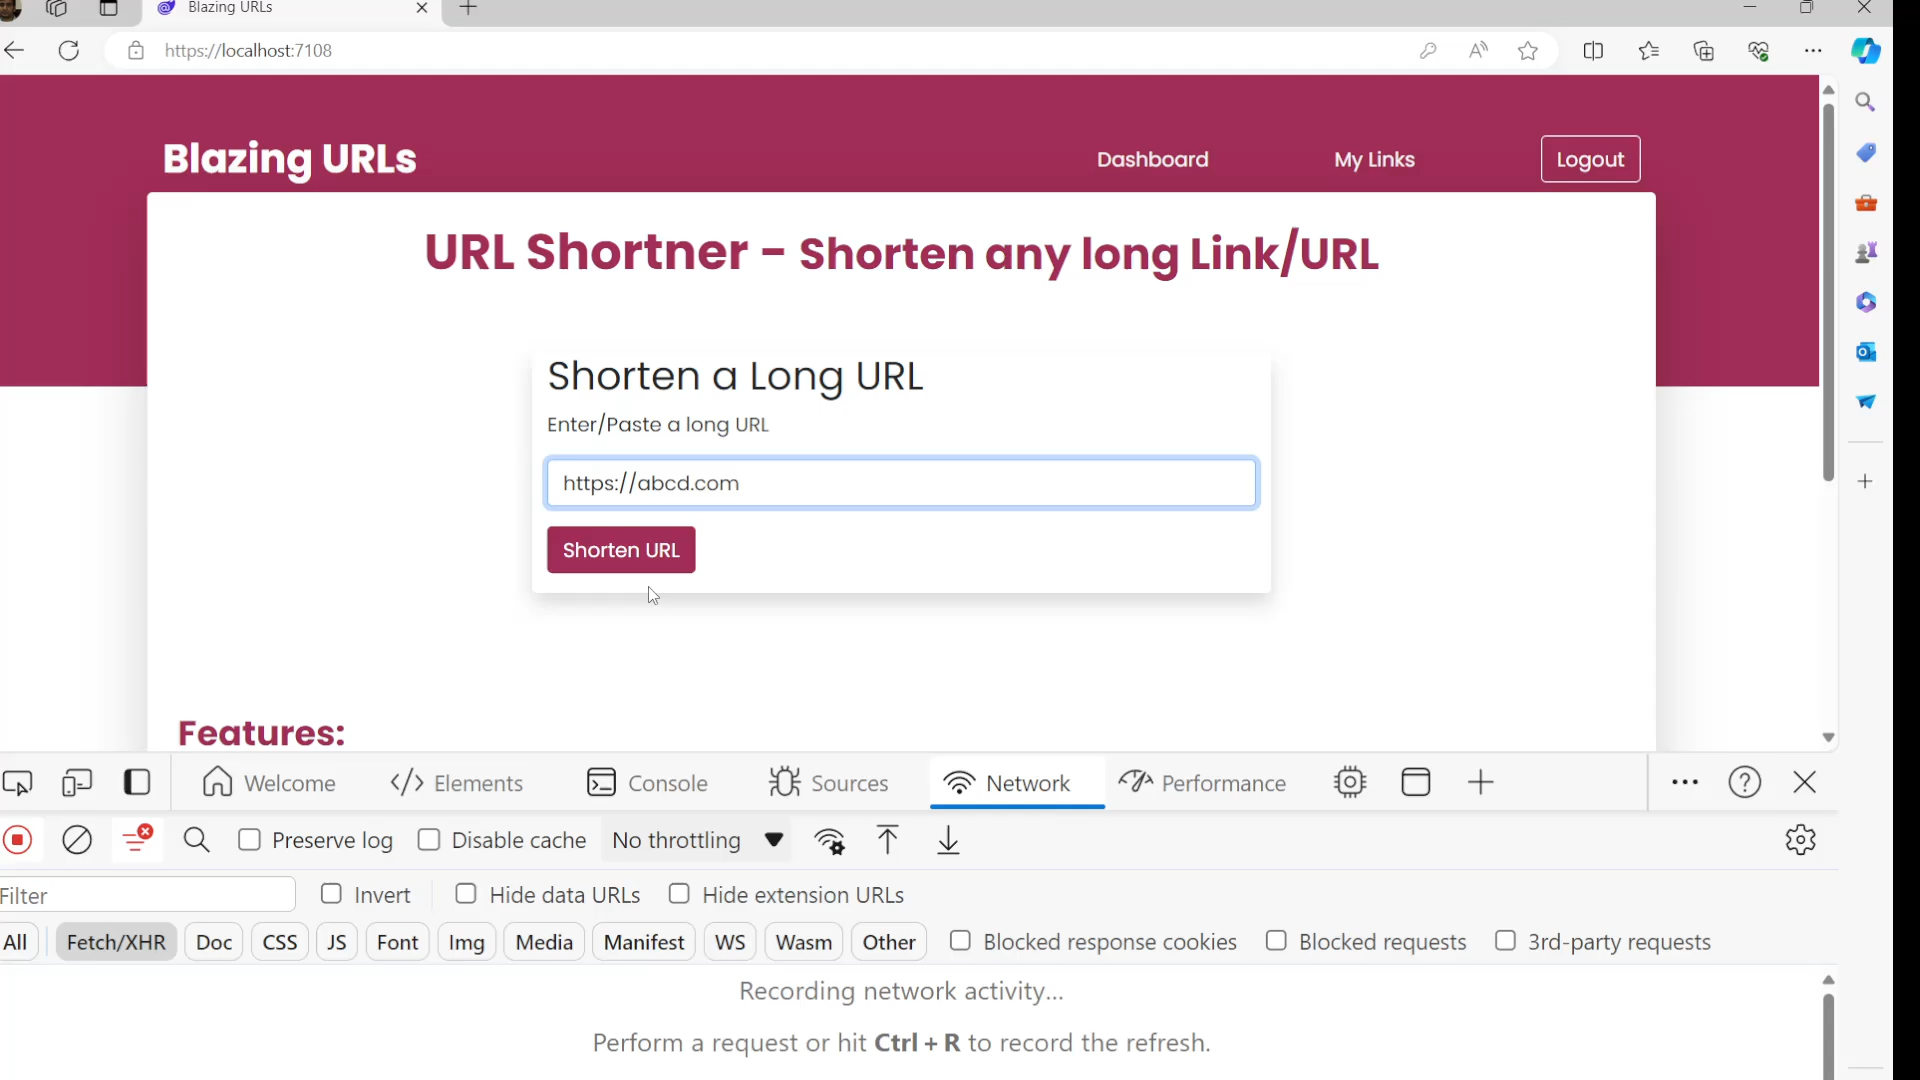 Blazing URLs
https://localhost:7108
Blazing URLs
Dashboard
My Links
Logout
URL Shortner - Shorten any long Link/URL
Shorten a Long URL
Enter/Paste a long URL
https://abcd.com
Shorten URL
Features:
Welcome
Elements
Console
Sources
Network
Performance
Preserve log
Disable cache
No throttling
Filter
Invert
Hide data URLs
Hide extension URLs
All
Fetch/XHR
Doc
CSS
JS
Font
Img
Media
Manifest
WS
Wasm
Other
Blocked response cookies
Blocked requests
3rd-party requests
Recording network activity...
Perform a request or hit Ctrl + R to record the refresh.